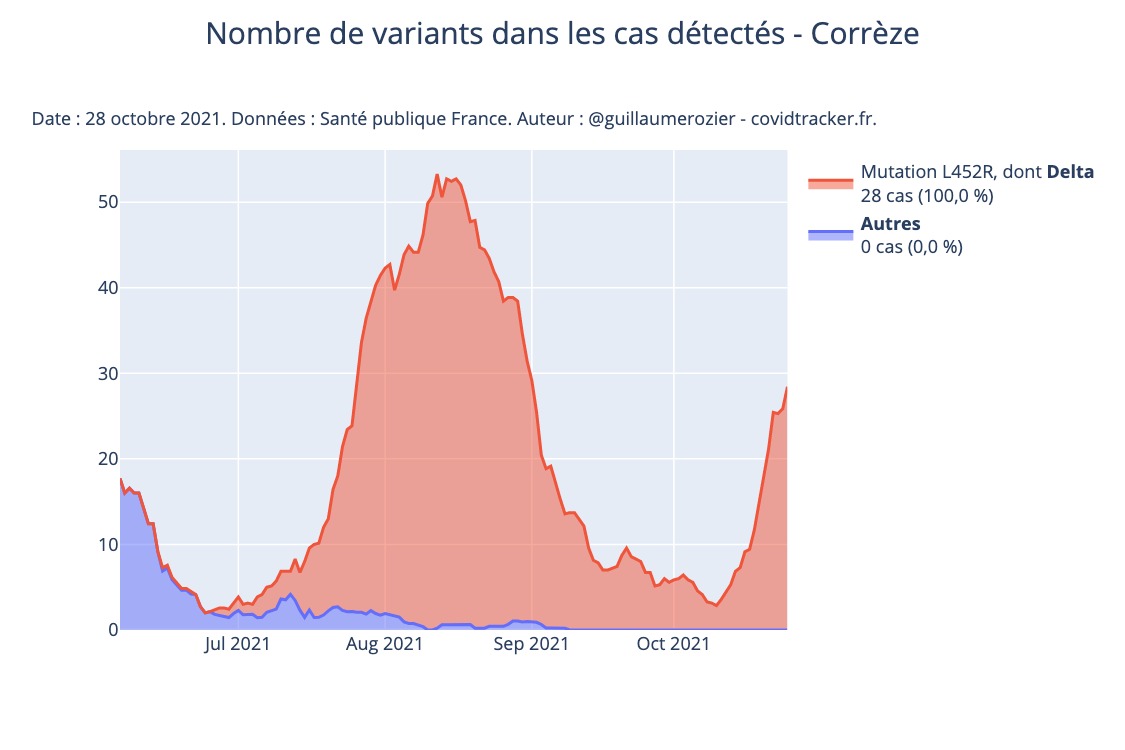 Nombre de variants dans les cas détectés - Corrèze
Date : 28 octobre 2021. Données : Santé publique France. Auteur : @guillaumerozier - covidtracker.fr.
Mutation L452R, dont Delta
28 cas (100,0 %)
Autres
0 cas (0,0 %)
50
40
30
20
10
0
Jul 2021
Aug 2021
Sep 2021
Oct 2021